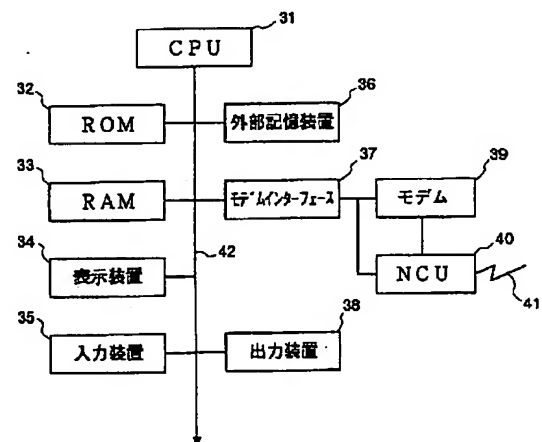 31
CPU
32
36
ROM
外部記憶装置
33
37
39
RAM
モデムインターフェース
モデム
34
42
40
表示装置
NCU
41
35
38
入力装置
出力装置